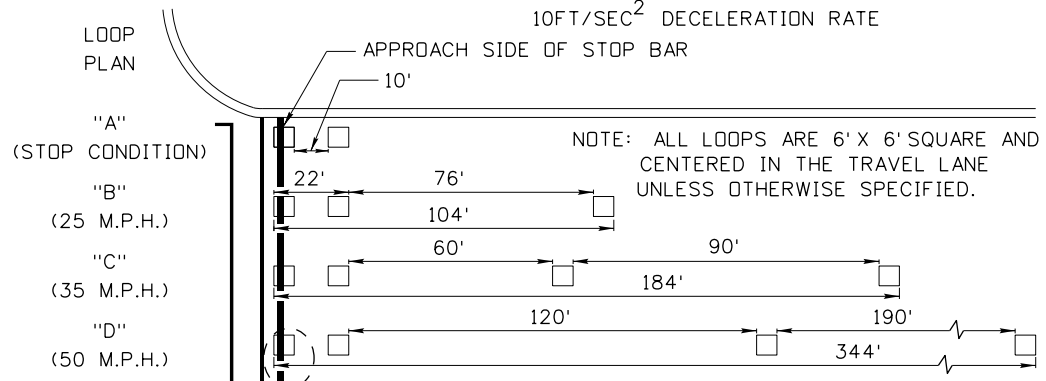 10FT/SEC2 DECELERATION RATE
LOOP
PLAN
APPROACH SIDE OF STOP BAR
10'
"A"
(STOP CONDITION)
NOTE: ALL LOOPS ARE 6' X 6' SQUARE AND
CENTERED IN THE TRAVEL LANE
UNLESS OTHERWISE SPECIFIED.
"B"
(25 M.P.H.)
22'
76'
104'
"C"
(35 M.P.H.)
60'
90'
184'
"D"
(50 M.P.H.)
120'
190'
344'